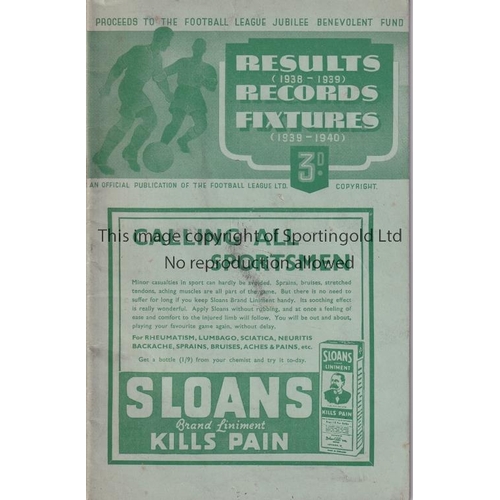 PROCEEDS TO THE FOOTBALL LEAGUE JUBILEE BENEVOLENT FUND
RESULTS
(1938-1939)
RECORDS
FIXTURES
(1939-1940)
3D.
AN OFFICIAL PUBLICATION OF THE FOOTBALL LEAGUE LTD. COPYRIGHT.
CALLING ALL
SPORTSMEN
This image copyright of Sportingold Ltd
No reproduction allowed
Minor casualties in sport can hardly be avoided. Sprains, bruises, stretched
tendons, aching muscles are all part of the game. But there is no need to
suffer for long if you keep Sloans Brand Liniment handy. Its soothing effect
is really wonderful. Apply Sloans without rubbing, and at once a feeling of
ease and comfort to the injured limb will follow. You will be out and about,
playing your favourite game again, without delay.
For RHEUMATISM, LUMBAGO, SCIATICA, NEURITIS
BACKACHE, SPRAINS, BRUISES, ACHES & PAINS, etc.
Get a bottle (1/9) from your chemist and try it to-day.
SLOANS
Brand Liniment
KILLS PAIN
SLOANS
LINIMENT
KILLS PAIN